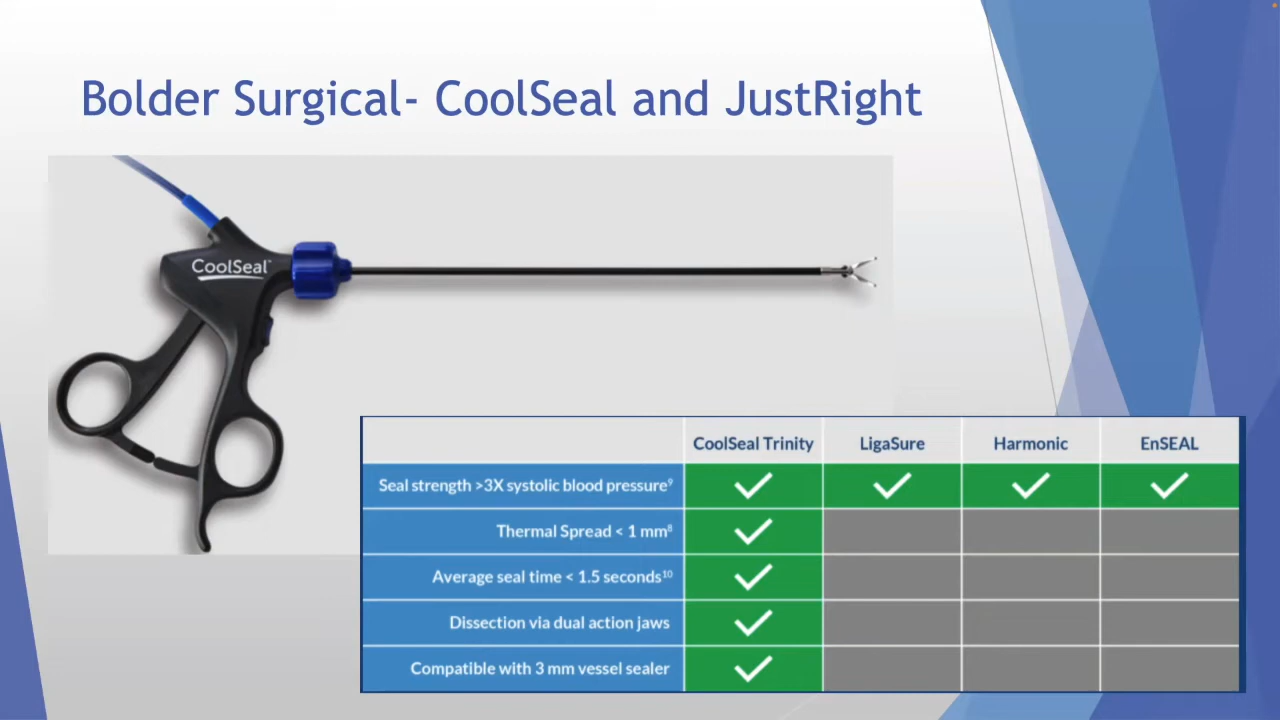 Bolder Surgical- CoolSeal and JustRight
CoolSeal™
CoolSeal Trinity LigaSure Harmonic EnSEAL
Seal strength >3X systolic blood pressure⁹
Thermal Spread < 1 mm⁸
Average seal time < 1.5 seconds¹⁰
Dissection via dual action jaws
Compatible with 3 mm vessel sealer